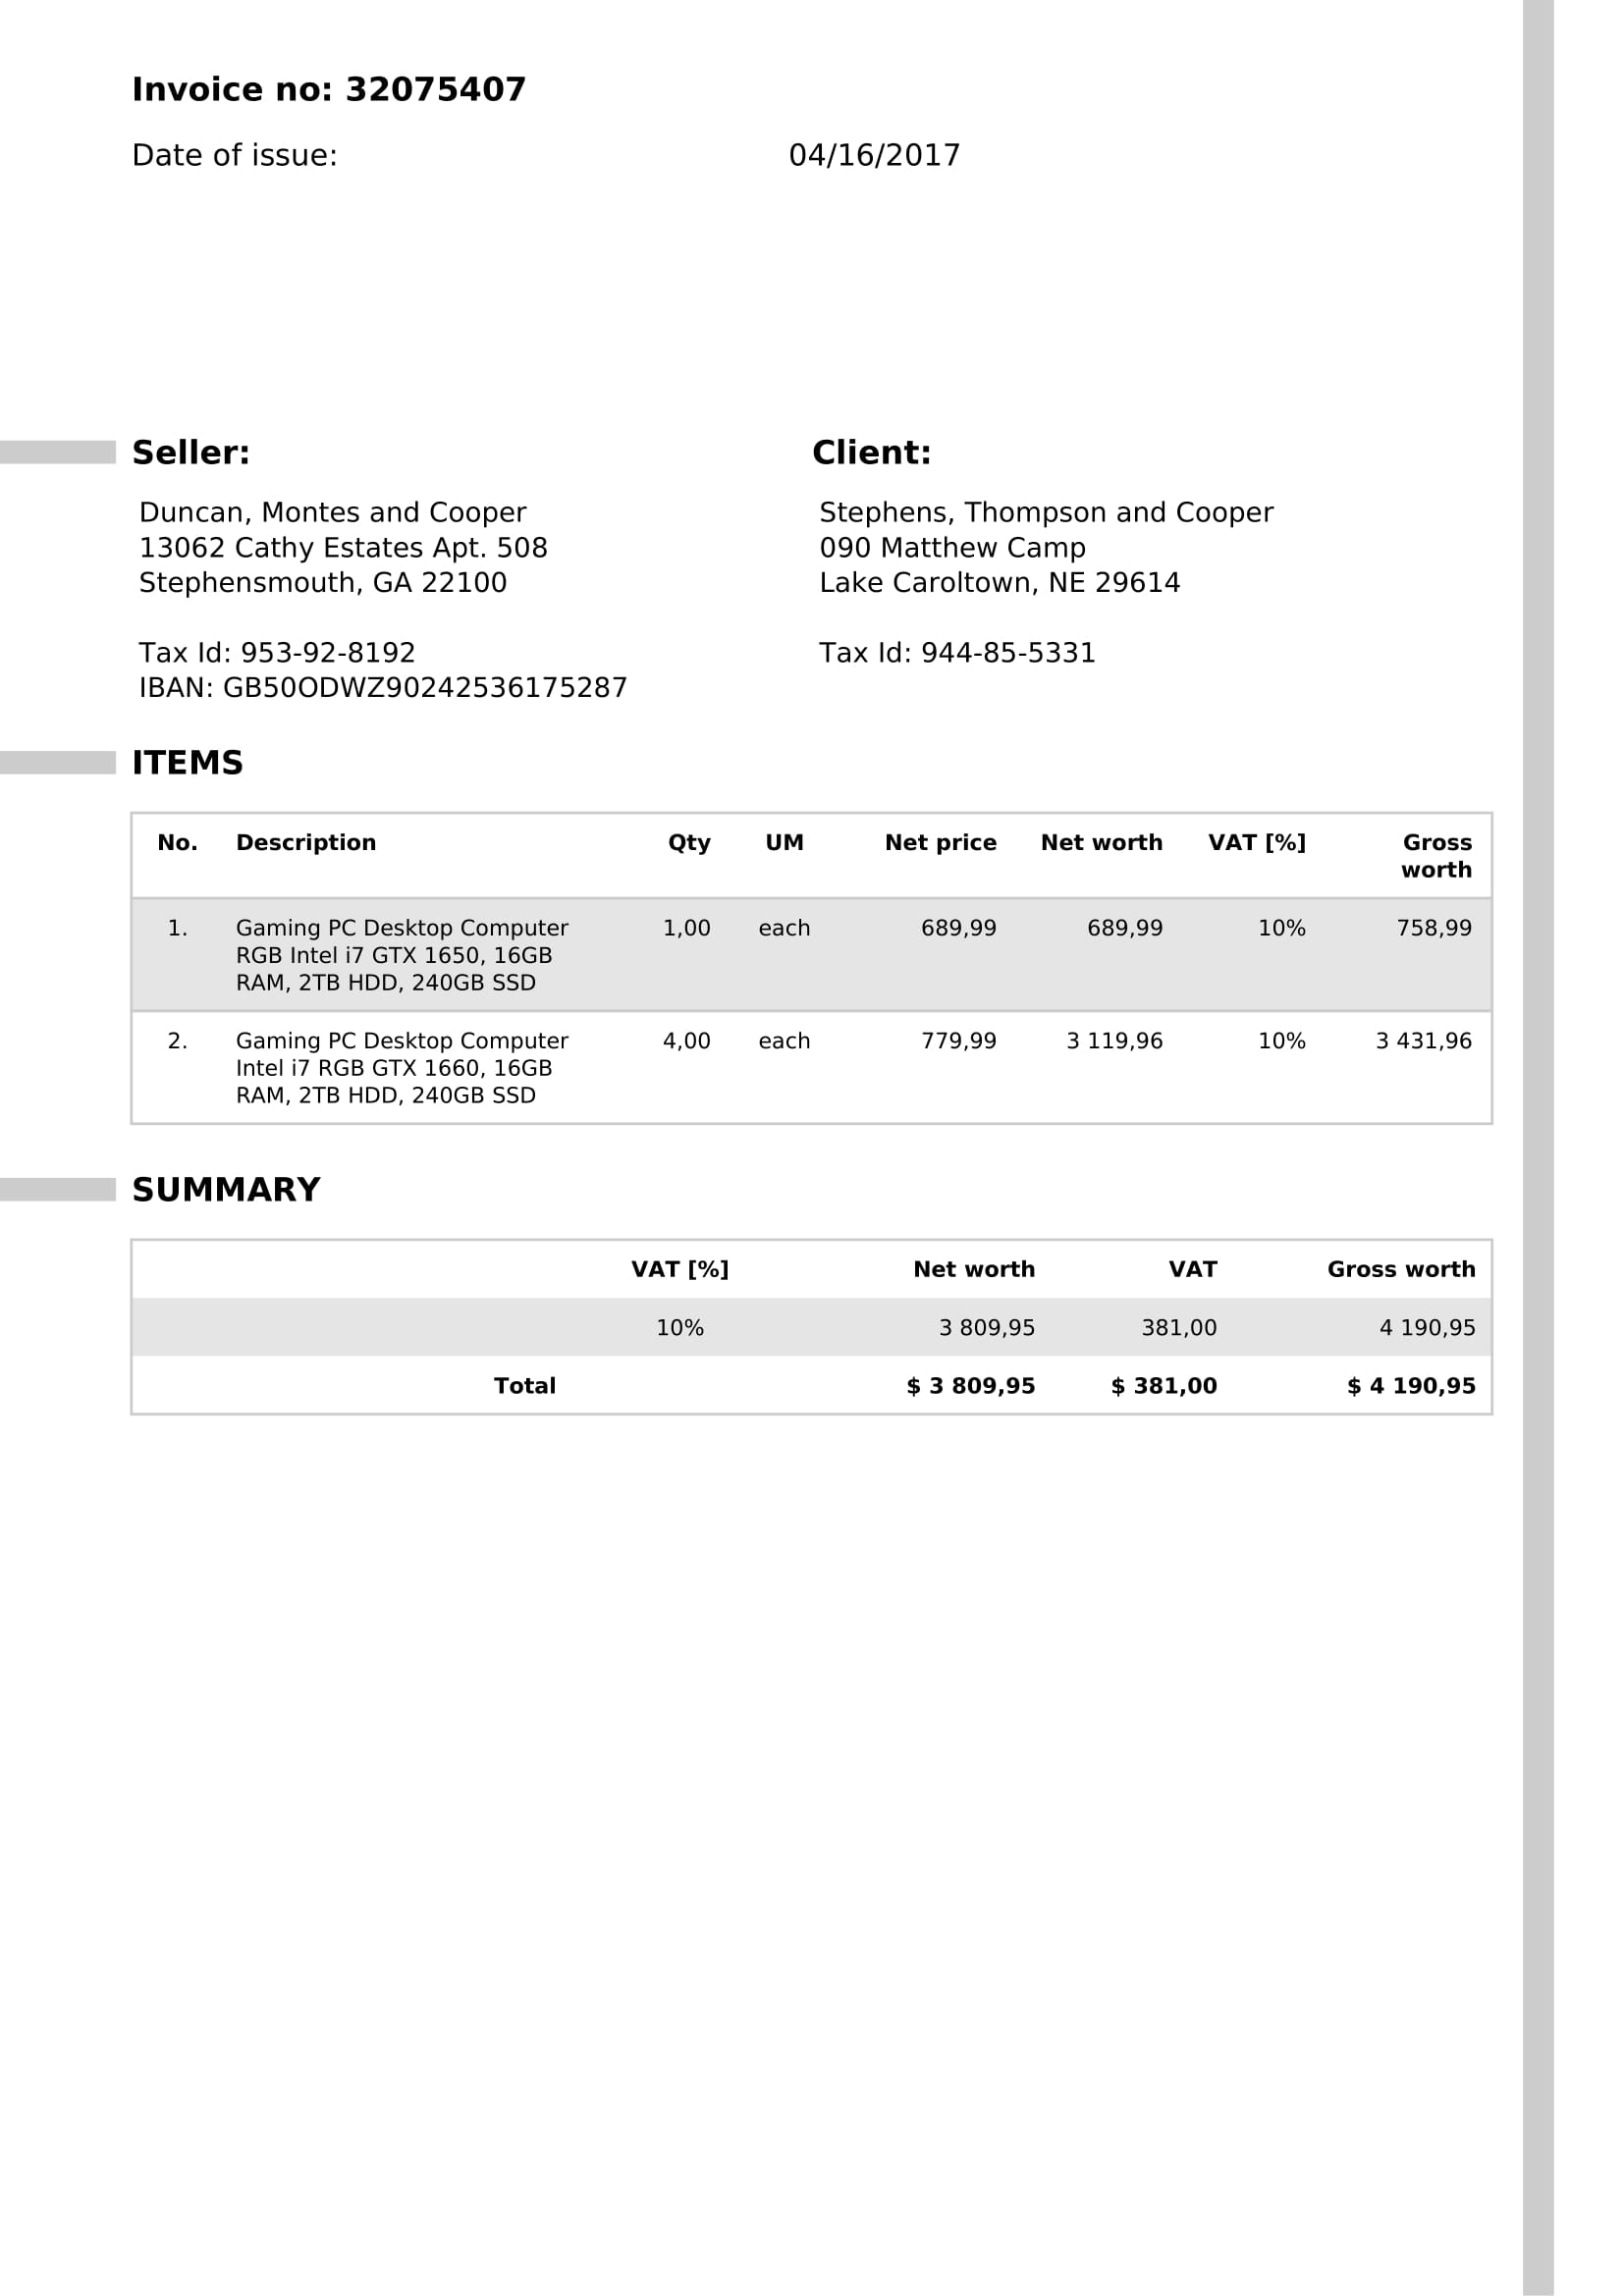 Invoice no: 32075407
Date of issue: 04/16/2017
Seller:
Duncan, Montes and Cooper
13062 Cathy Estates Apt. 508
Stephensmouth, GA 22100
Tax Id: 953-92-8192
IBAN: GB50ODWZ90242536175287
Client:
Stephens, Thompson and Cooper
090 Matthew Camp
Lake Caroltown, NE 29614
Tax Id: 944-85-5331
ITEMS
No. Description Qty UM Net price Net worth VAT [%] Gross
worth
1. Gaming PC Desktop Computer 1,00 each 689,99 689,99 10% 758,99
RGB Intel i7 GTX 1650, 16GB
RAM, 2TB HDD, 240GB SSD
2. Gaming PC Desktop Computer 4,00 each 779,99 3 119,96 10% 3 431,96
Intel i7 RGB GTX 1660, 16GB
RAM, 2TB HDD, 240GB SSD
SUMMARY
VAT [%] Net worth VAT Gross worth
10% 3 809,95 381,00 4 190,95
Total $ 3 809,95 $ 381,00 $ 4 190,95